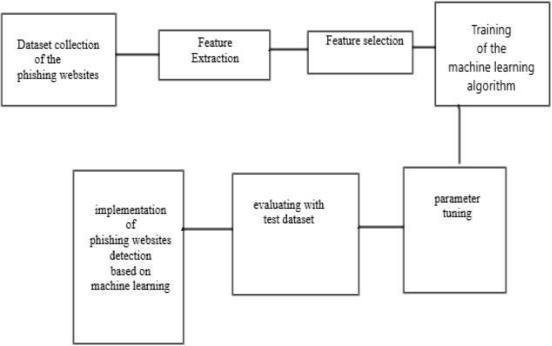 Dataset collection
of the
phishing websites
Feature
Extraction
Feature selection
Training
of the
machine learning
algorithm
implementation
of
phishing websites
detection
based on
machine learning
evaluating with
test dataset
parameter
tuning